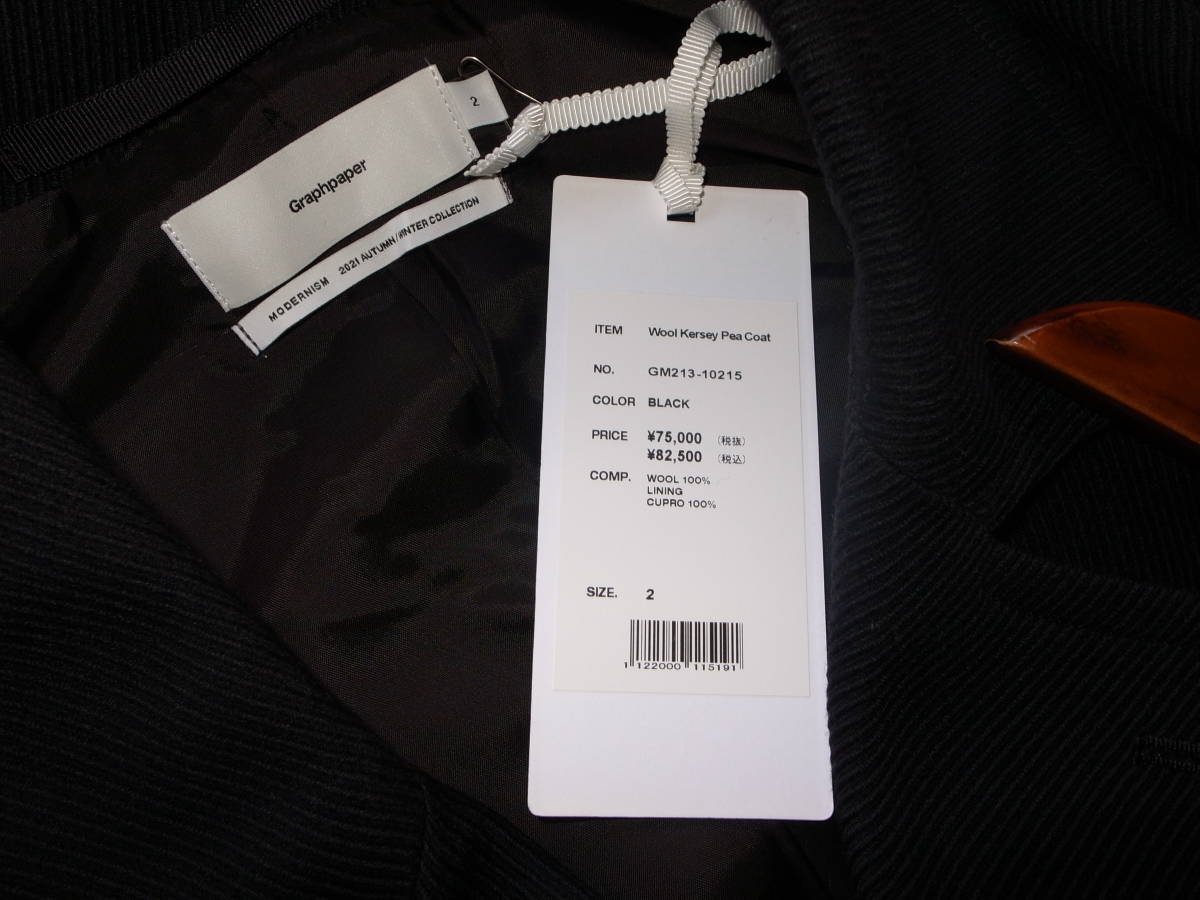 2
Graphpaper
MODERNISM 2021 AUTUMN/WINTER COLLECTION
ITEM Wool Kersey Pea Coat
NO. GM213-10215
COLOR BLACK
PRICE ¥75,000 (税抜)
¥82,500 (税込)
COMP. WOOL 100%
LINING
CUPRO 100%
SIZE. 2
1 122000 115191